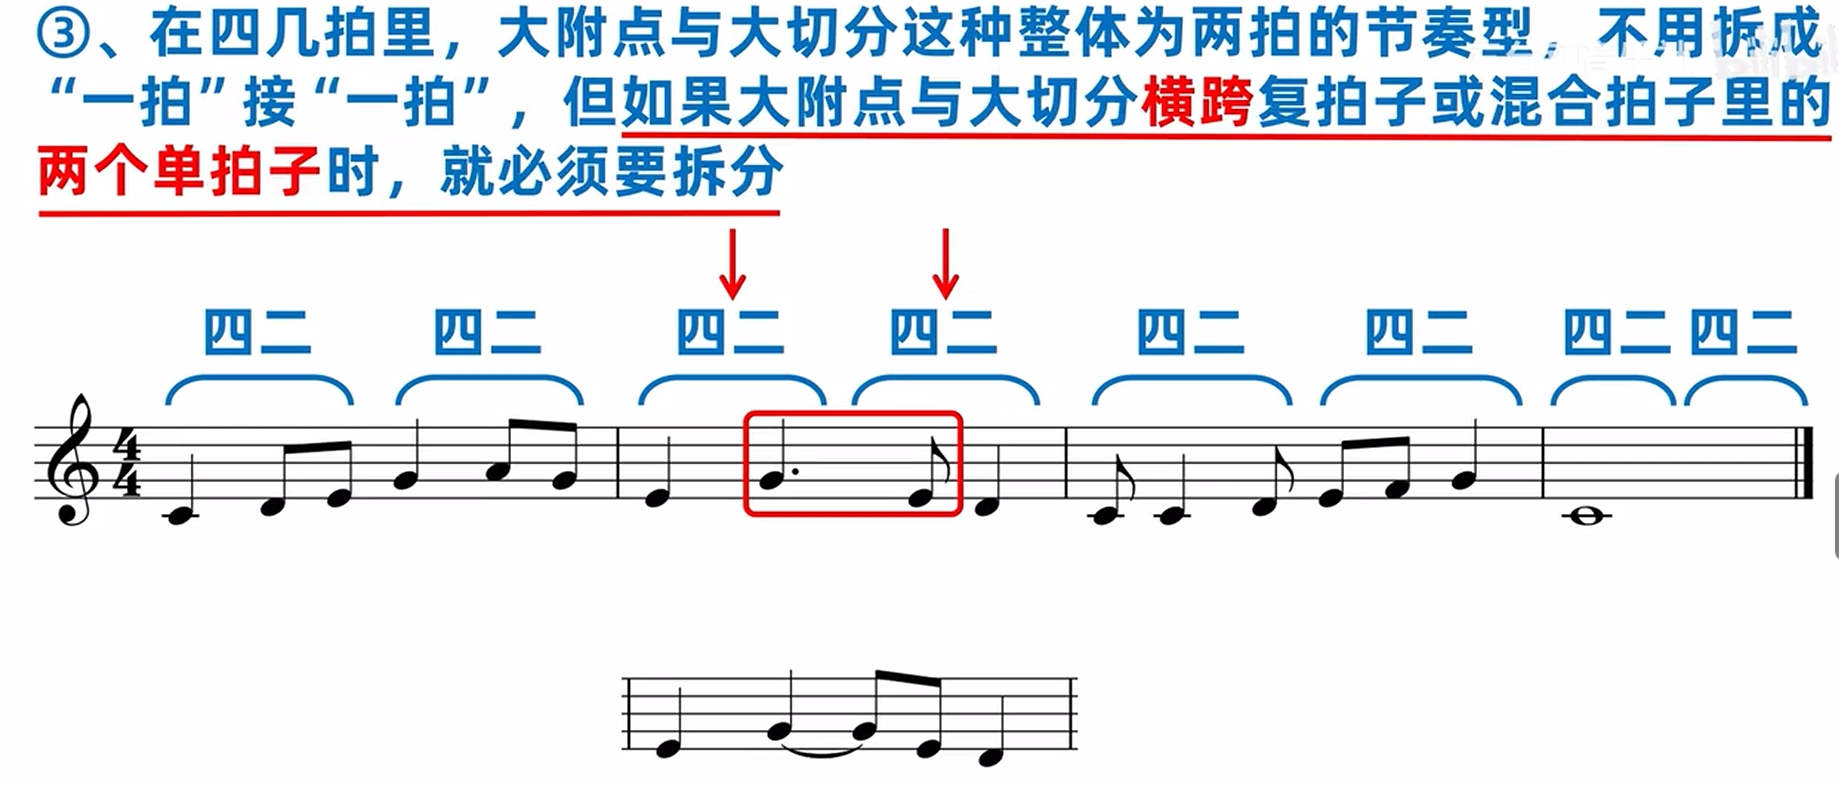 ③、在四几拍里，大附点与大切分这种整体为两拍的节奏型　不用拆成
“一拍”接“一拍”，但如果大附点与大切分横跨复拍子或混合拍子里的
两个单拍子时，就必须要拆分
四二 四二 四二 四二 四二 四二 四二 四二
4
4